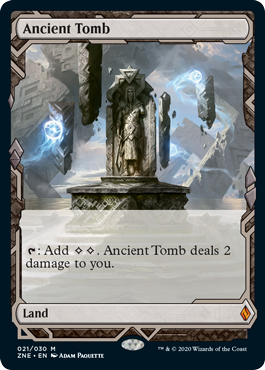 Ancient Tomb
: Add . Ancient Tomb deals 2
damage to you.
Land
021/030 M
ZNE • EN Adam Paquette
™ & © 2020 Wizards of the Coast